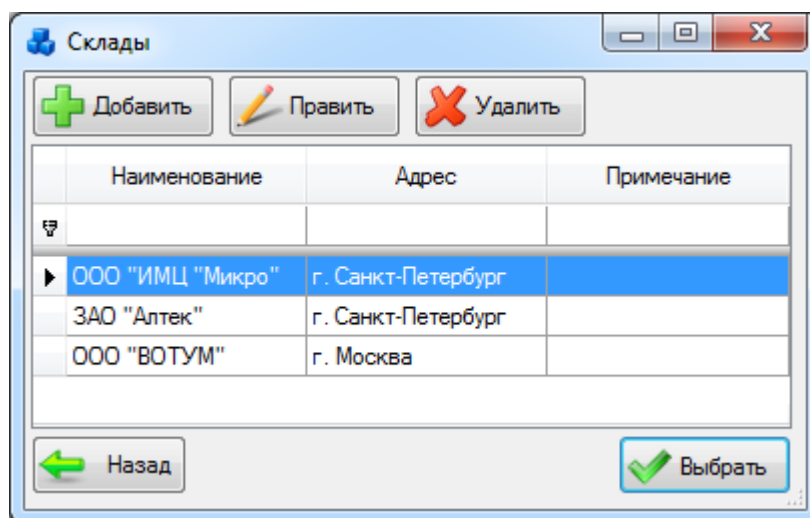 Склады
Добавить Править Удалить
Наименование Адрес Примечание
ООО "ИМЦ "Микро" г. Санкт-Петербург
ЗАО "Алтек" г. Санкт-Петербург
ООО "ВОТУМ" г. Москва
Назад Выбрать